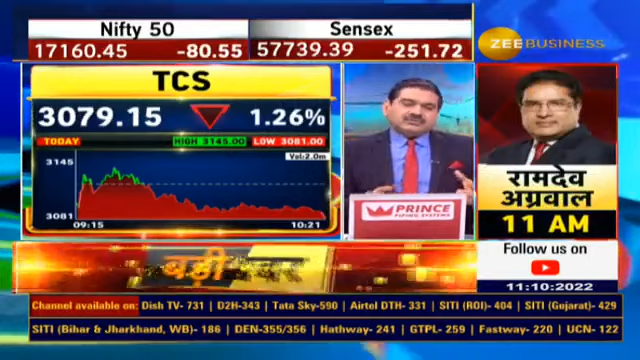 Nifty 50
17160.45 -80.55
Sensex
57739.39 -251.72
ZEE BUSINESS
TCS
3079.15 1.26%
TODAY HIGH 3145.00 LOW 3081.00
Vol:2.0m
3145
3081
09:15 10:21
PRINCE
PIPING SYSTEMS
रामदेव
अग्रवाल
11 AM
बड़ी खबर
Follow us on
11:10:2022
Channel available on: Dish TV- 731 | D2H-343 | Tata Sky-590 | Airtel DTH- 331 | SITI (ROI)- 404 | SITI (Gujarat)- 429
SITI (Bihar & Jharkhand, WB)- 186 | DEN-355/356 | Hathway- 241 | GTPL- 259 | Fastway- 220 | UCN- 122